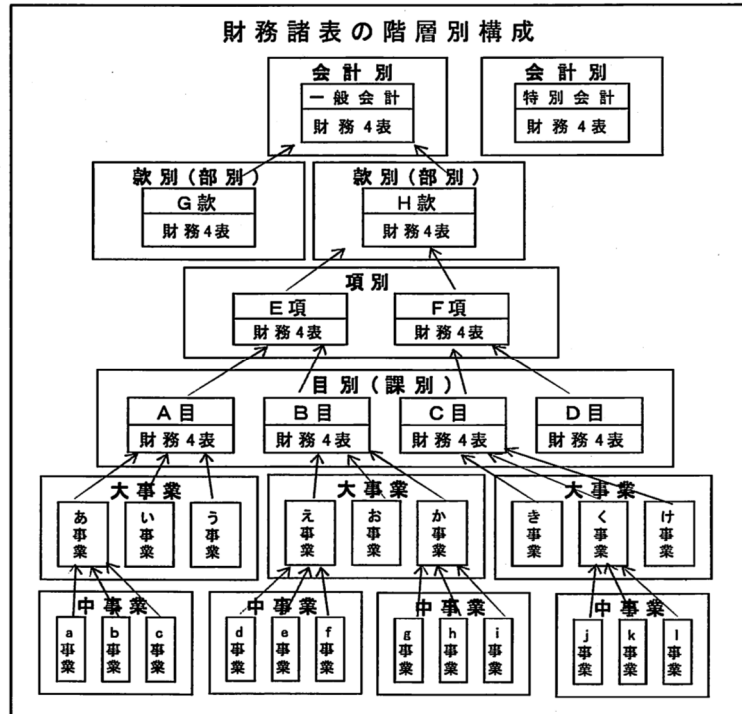 財務諸表の階層別構成
会計別
一般会計
財務4表
会計別
特別会計
財務4表
款別(部別)
G款
財務4表
款別(部別)
H款
財務4表
項別
E項
財務4表
F項
財務4表
目別(課別)
A目
財務4表
B目
財務4表
C目
財務4表
D目
財務4表
大事業
あ事業
い事業
う事業
大事業
え事業
お事業
か事業
大事業
き事業
く事業
け事業
中事業
a事業
b事業
c事業
中事業
d事業
e事業
f事業
中事業
g事業
h事業
i事業
中事業
j事業
k事業
l事業